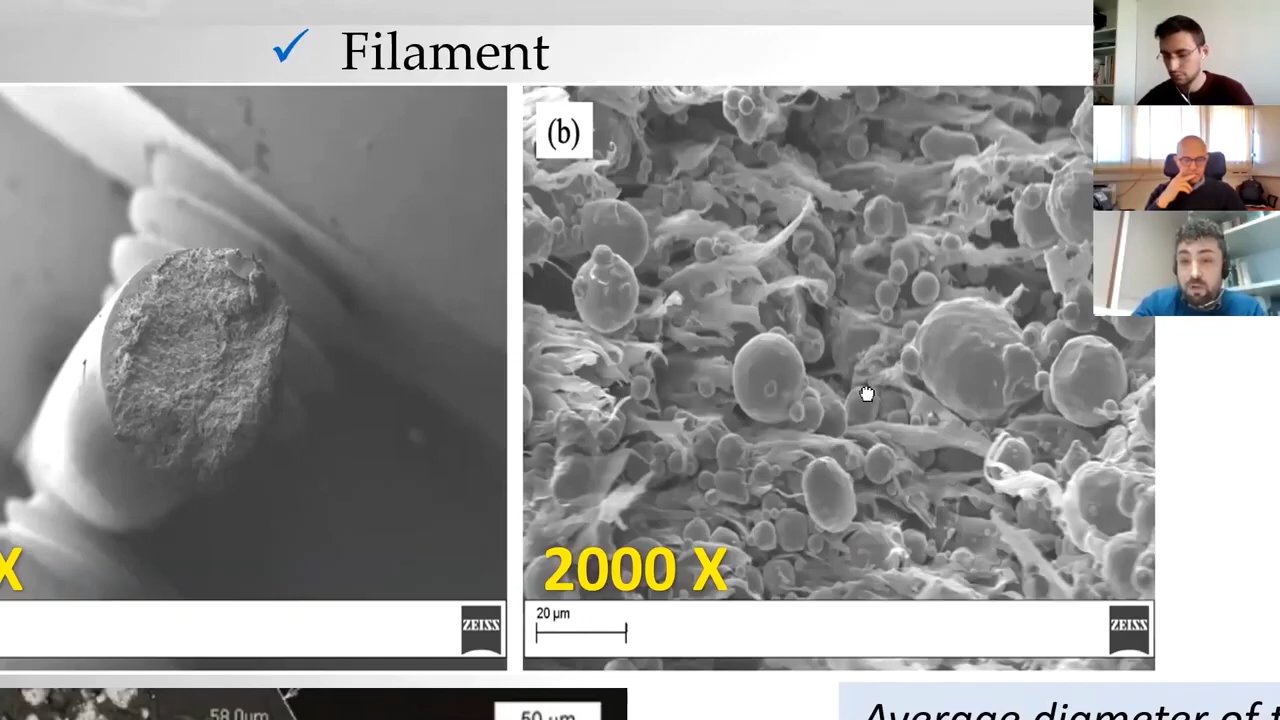 ✓ Filament
(b)
X
2000 X
ZEISS
20 µm
ZEISS
58.0µm
50 µm
Average diameter of t